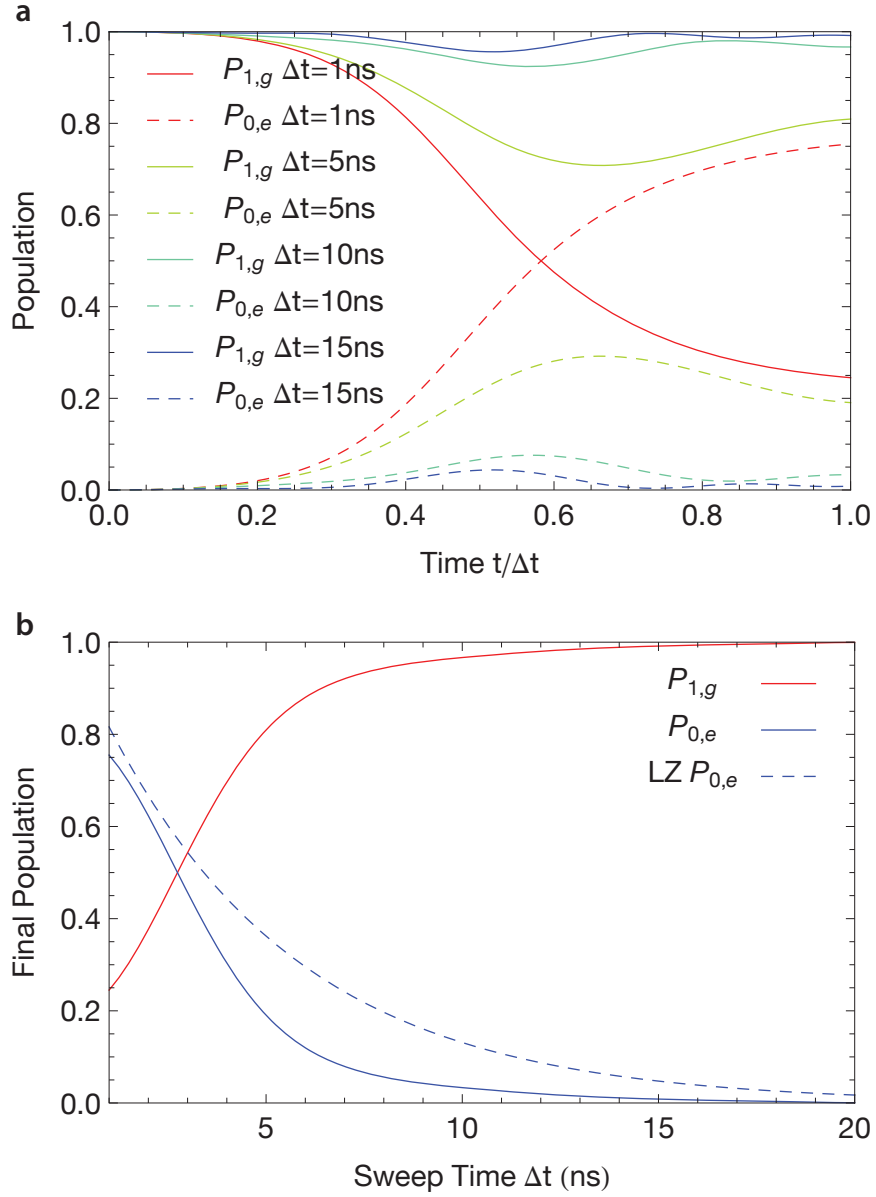 a
1.0
0.8
0.6
0.4
0.2
0.0
Population
P1,g Δt=1ns
P0,e Δt=1ns
P1,g Δt=5ns
P0,e Δt=5ns
P1,g Δt=10ns
P0,e Δt=10ns
P1,g Δt=15ns
P0,e Δt=15ns
0.0 0.2 0.4 0.6 0.8 1.0
Time t/Δt
b
1.0
0.8
0.6
0.4
0.2
0.0
Final Population
P1,g
P0,e
LZ P0,e
5 10 15 20
Sweep Time Δt (ns)